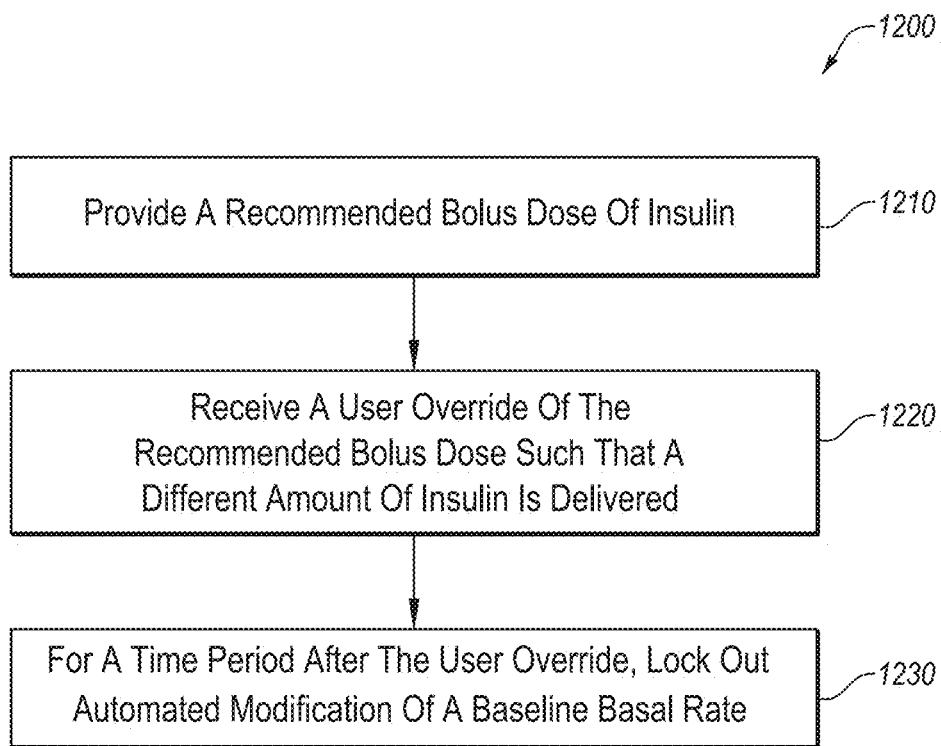 1200
Provide A Recommended Bolus Dose Of Insulin
1210
Receive A User Override Of The
Recommended Bolus Dose Such That A
Different Amount Of Insulin Is Delivered
1220
For A Time Period After The User Override, Lock Out
Automated Modification Of A Baseline Basal Rate
1230